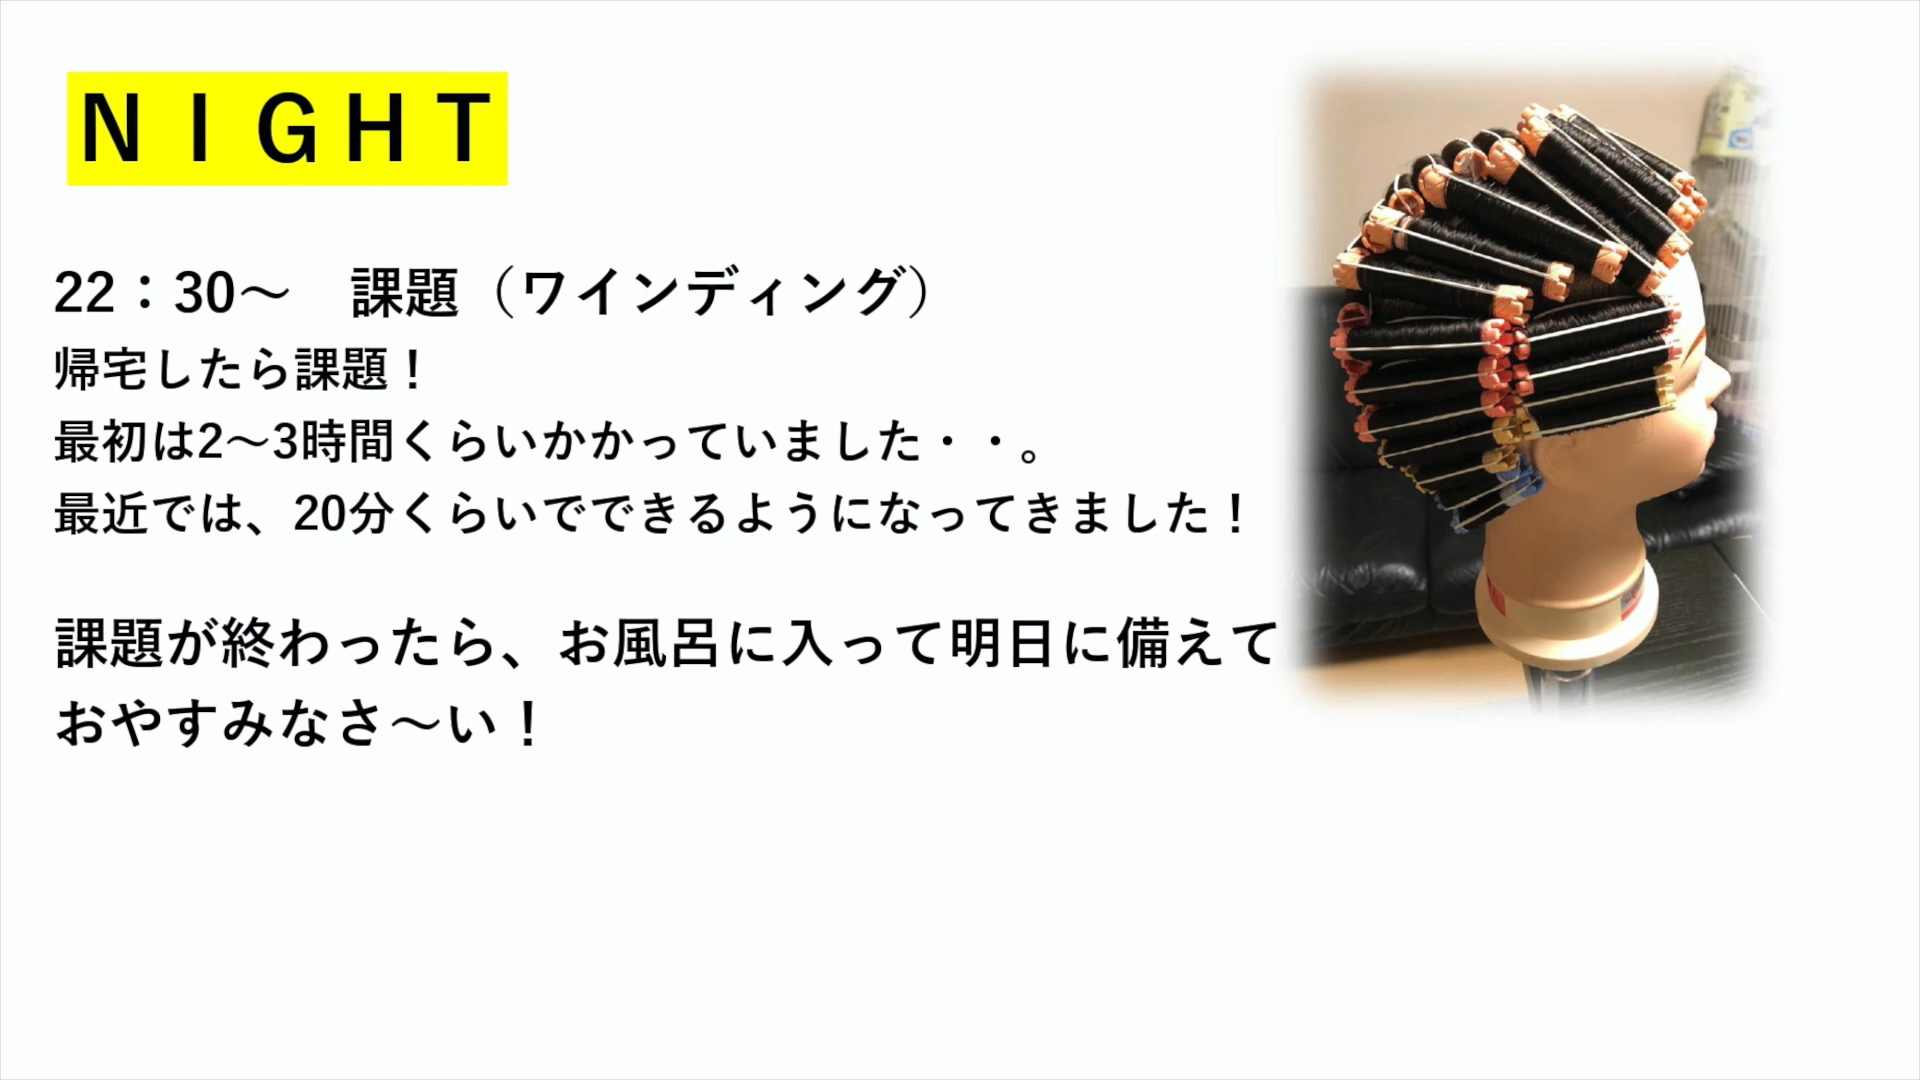 ＮＩＧＨＴ
22：30～　課題（ワインディング）
帰宅したら課題！
最初は2～3時間くらいかかっていました・・。
最近では、20分くらいでできるようになってきました！
課題が終わったら、お風呂に入って明日に備えて
おやすみなさ～い！